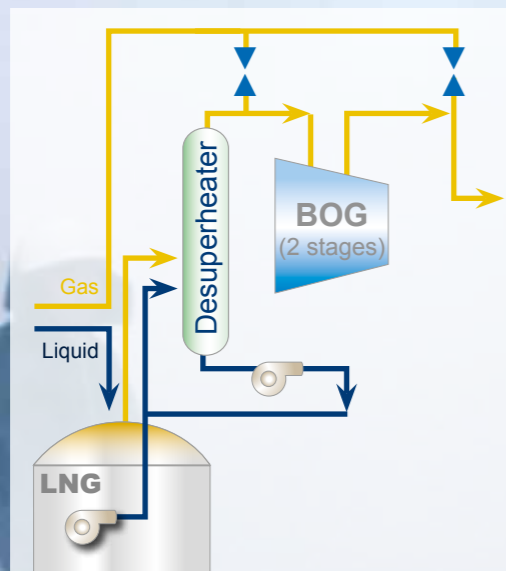 Desuperheater
BOG
(2 stages)
Gas
Liquid
LNG